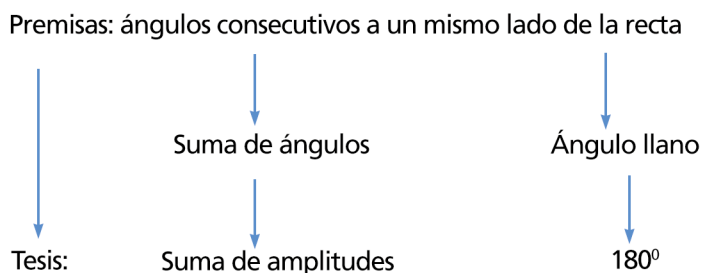 Premisas: ángulos consecutivos a un mismo lado de la recta
Suma de ángulos Ángulo llano
Tesis: Suma de amplitudes 180⁰